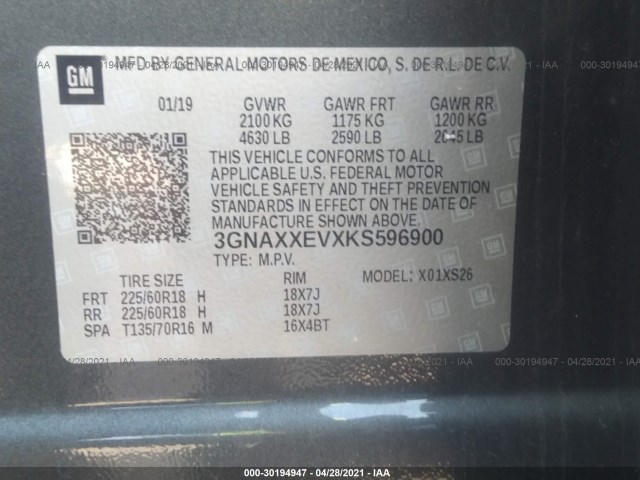 GM
MFD BY GENERAL MOTORS DE MEXICO, S. DE R.L. DE C.V.
01/19 GVWR GAWR FRT GAWR RR
2100 KG 1175 KG 1200 KG
4630 LB 2590 LB 2645 LB
THIS VEHICLE CONFORMS TO ALL
APPLICABLE U.S. FEDERAL MOTOR
VEHICLE SAFETY AND THEFT PREVENTION
STANDARDS IN EFFECT ON THE DATE OF
MANUFACTURE SHOWN ABOVE.
3GNAXXEVXKS596900
TYPE: M.P.V. MODEL: X01XS26
TIRE SIZE RIM
FRT 225/60R18 H 18X7J
RR 225/60R18 H 18X7J
SPA T135/70R16 M 16X4BT
000-30194947 - 04/28/2021 - IAA